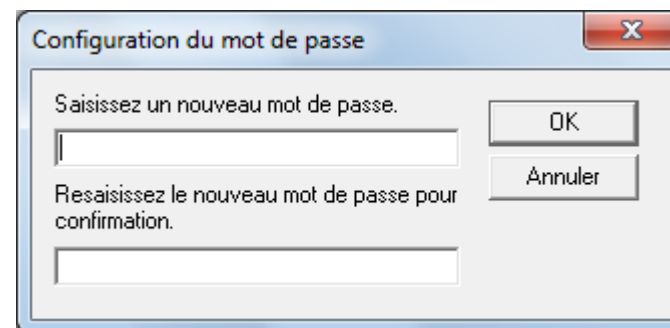 Configuration du mot de passe
Saisissez un nouveau mot de passe.
OK
Annuler
Resaisissez le nouveau mot de passe pour
confirmation.